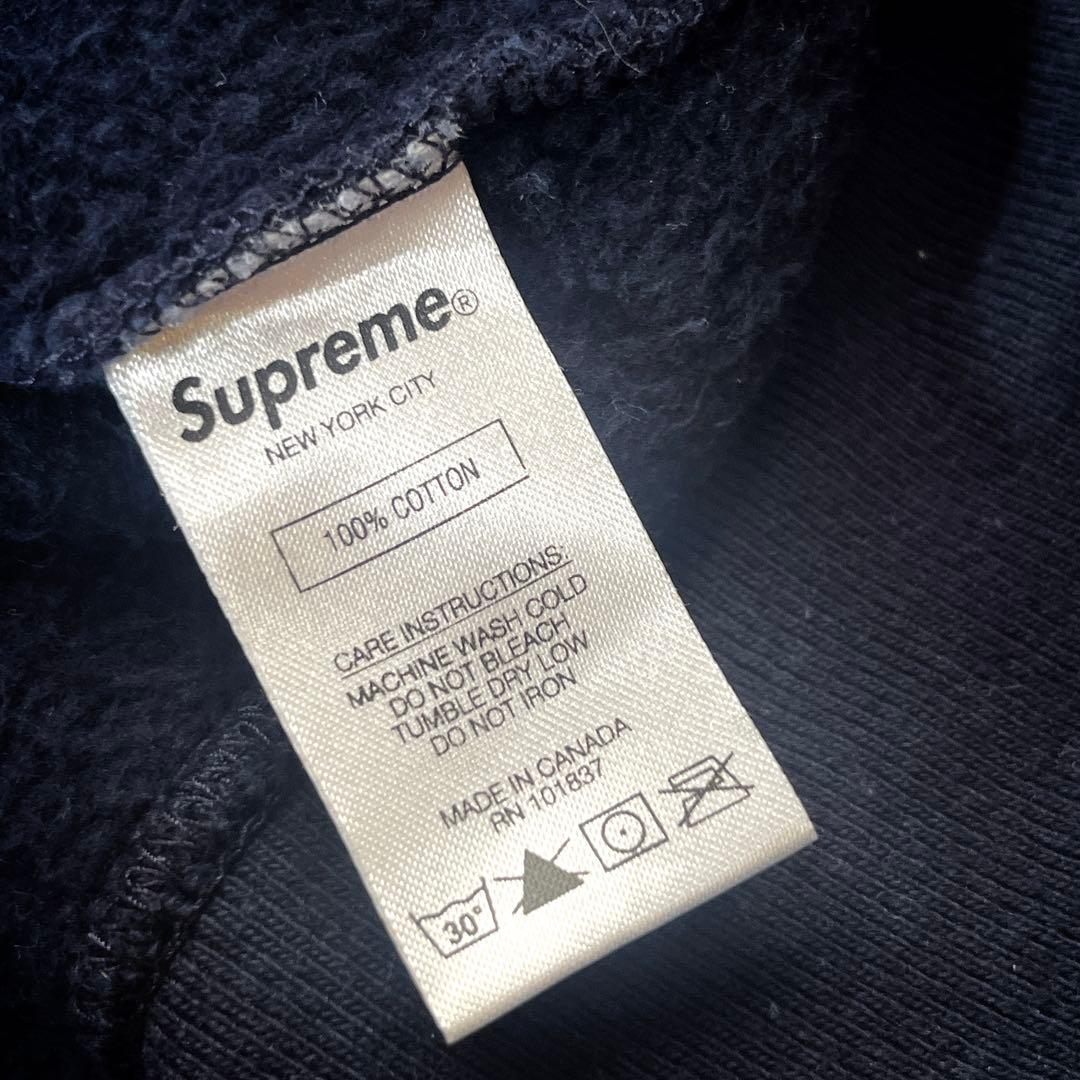 Supreme®
NEW YORK CITY
100% COTTON
CARE INSTRUCTIONS:
MACHINE WASH COLD
DO NOT BLEACH
TUMBLE DRY LOW
DO NOT IRON
MADE IN CANADA
RN 101837
30°